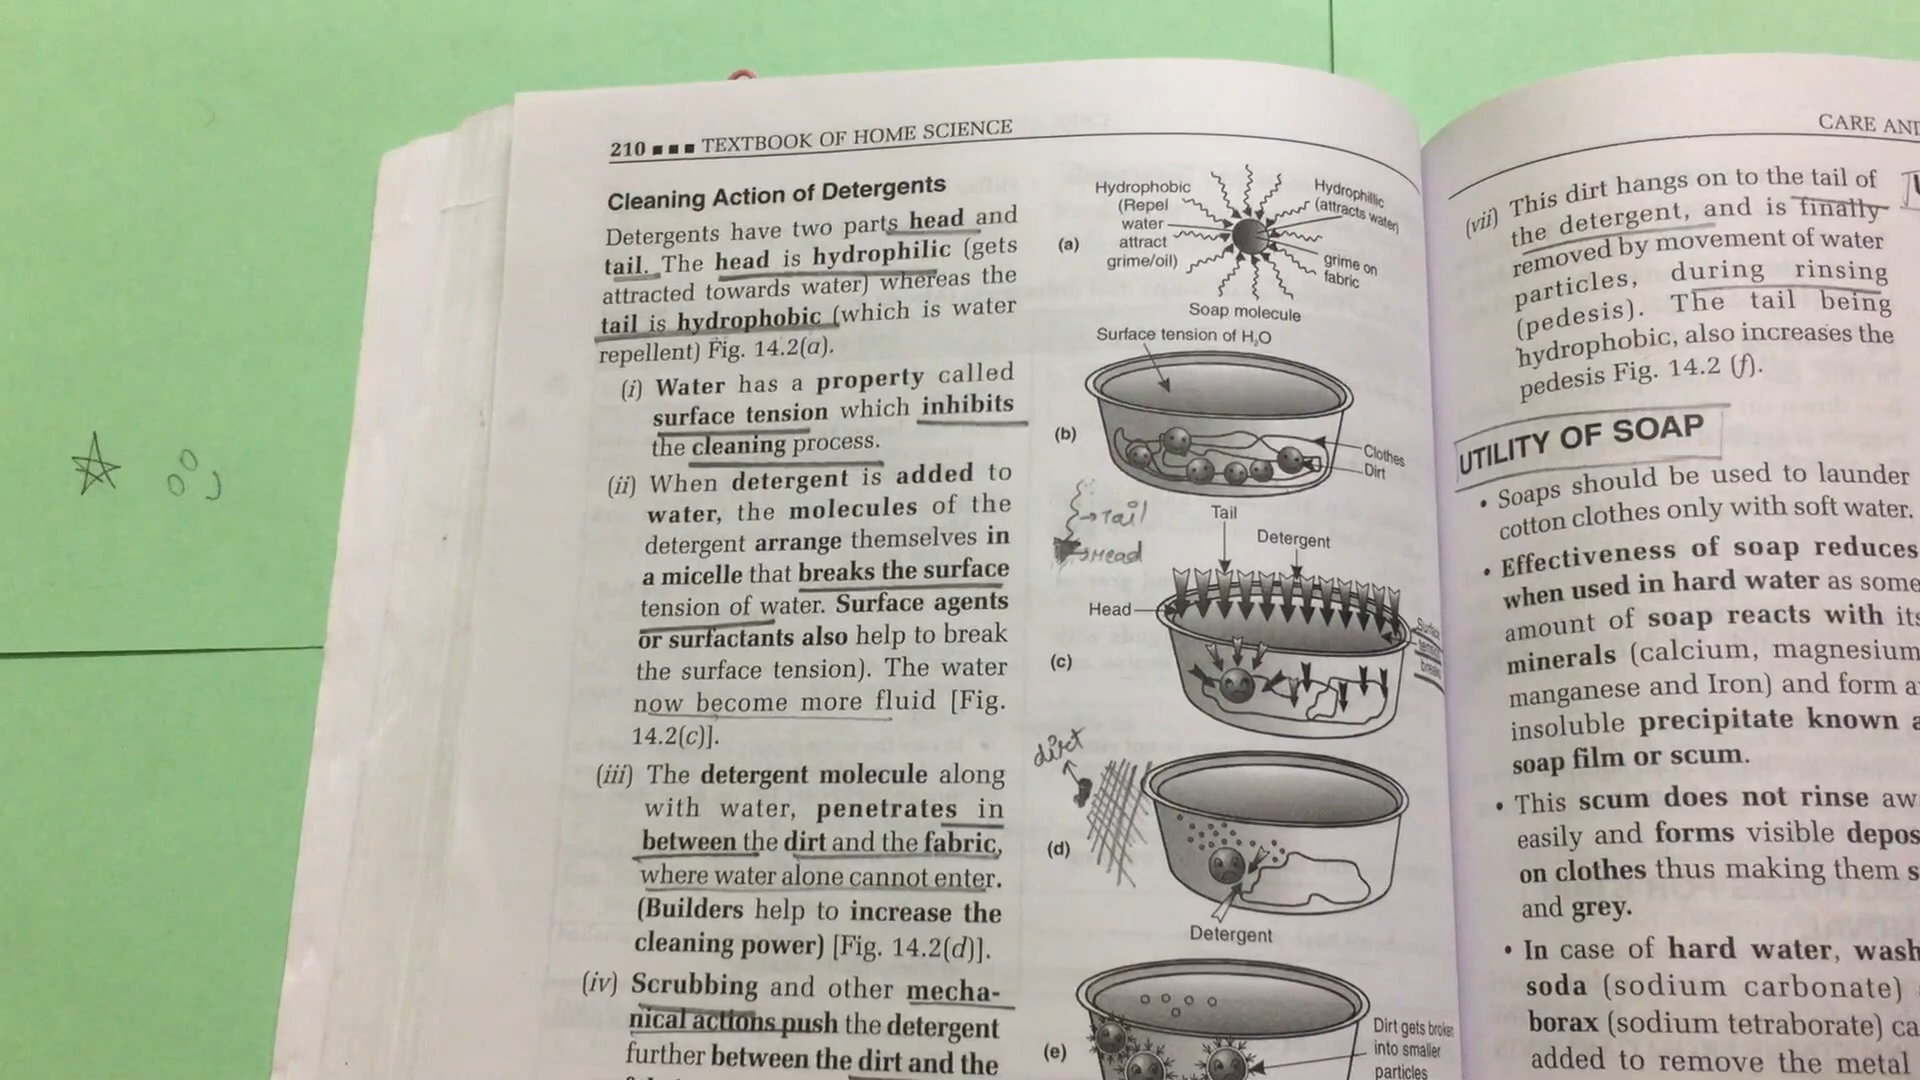 210 ■ ■ ■ TEXTBOOK OF HOME SCIENCE
Cleaning Action of Detergents
Detergents have two parts head and
tail. The head is hydrophilic (gets
attracted towards water) whereas the
tail is hydrophobic (which is water
repellent) Fig. 14.2(a).
(i) Water has a property called
surface tension which inhibits
the cleaning process.
(ii) When detergent is added to
water, the molecules of the
detergent arrange themselves in
a micelle that breaks the surface
tension of water. Surface agents
or surfactants also help to break
the surface tension). The water
now become more fluid [Fig.
14.2(c)].
(iii) The detergent molecule along
with water, penetrates in
between the dirt and the fabric,
where water alone cannot enter.
(Builders help to increase the
cleaning power) [Fig. 14.2(d)].
(iv) Scrubbing and other mecha-
nical actions push the detergent
further between the dirt and the
Hydrophobic
(Repel
water
attract
grime/oil)
Hydrophillic
(attracts water)
grime on
fabric
(a)
Soap molecule
Surface tension of H₂O
(b)
Clothes
Dirt
Tail
Head
Tail
Detergent
Head
Surface
tension
breaks
(c)
dirt
(d)
Detergent
(e)
Dirt gets broken
into smaller
particles
CARE AND
(vii) This dirt hangs on to the tail of
the detergent, and is finally
removed by movement of water
particles, during rinsing
(pedesis). The tail being
hydrophobic, also increases the
pedesis Fig. 14.2 (f).
UTILITY OF SOAP
• Soaps should be used to launder
cotton clothes only with soft water.
• Effectiveness of soap reduces
when used in hard water as some
amount of soap reacts with its
minerals (calcium, magnesium
manganese and Iron) and form a
insoluble precipitate known a
soap film or scum.
• This scum does not rinse aw
easily and forms visible depos
on clothes thus making them s
and grey.
• In case of hard water, wash
soda (sodium carbonate)
borax (sodium tetraborate) ca
added to remove the metal